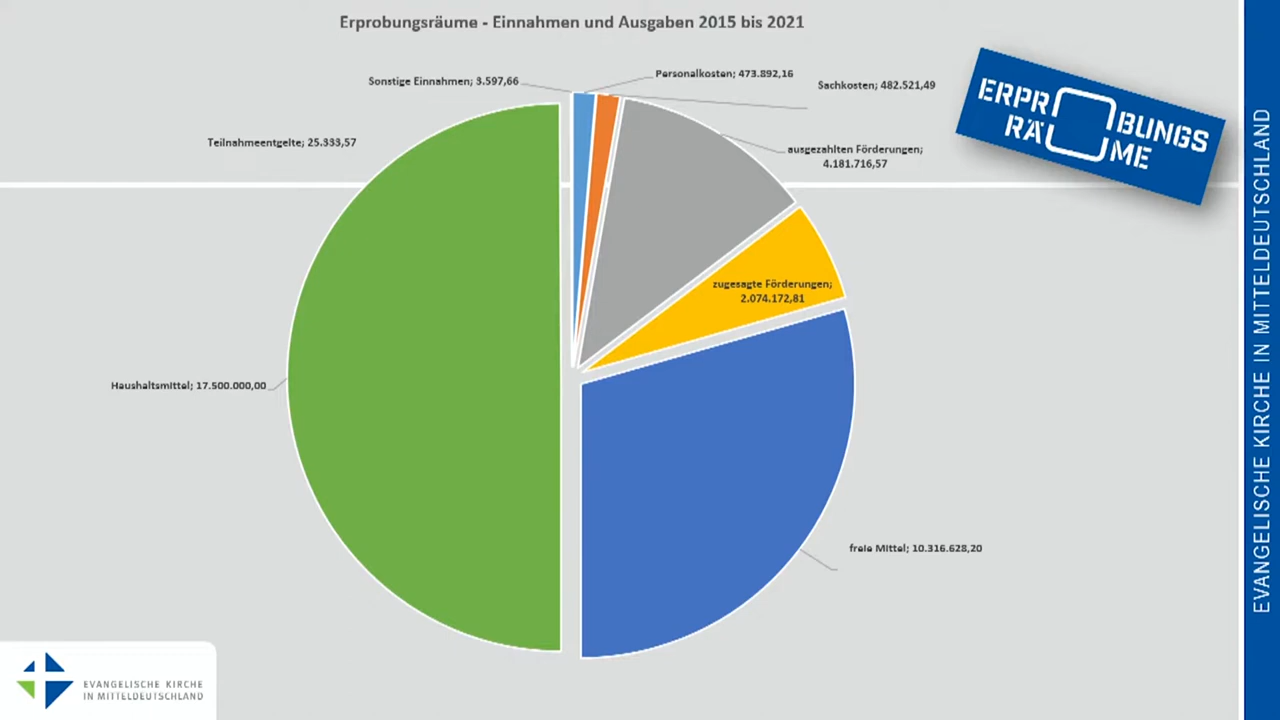 Erprobungsräume - Einnahmen und Ausgaben 2015 bis 2021
Sonstige Einnahmen; 3.597,66
Personalkosten; 473.892,16
Sachkosten; 482.521,49
Teilnahmeentgelte; 25.333,57
ausgezahlten Förderungen;
4.181.716,57
zugesagte Förderungen;
2.074.172,81
Haushaltsmittel; 17.500.000,00
freie Mittel; 10.316.628,20
ERPR BUNGS
RÄ ME
EVANGELISCHE KIRCHE IN MITTELDEUTSCHLAND
EVANGELISCHE KIRCHE
IN MITTELDEUTSCHLAND